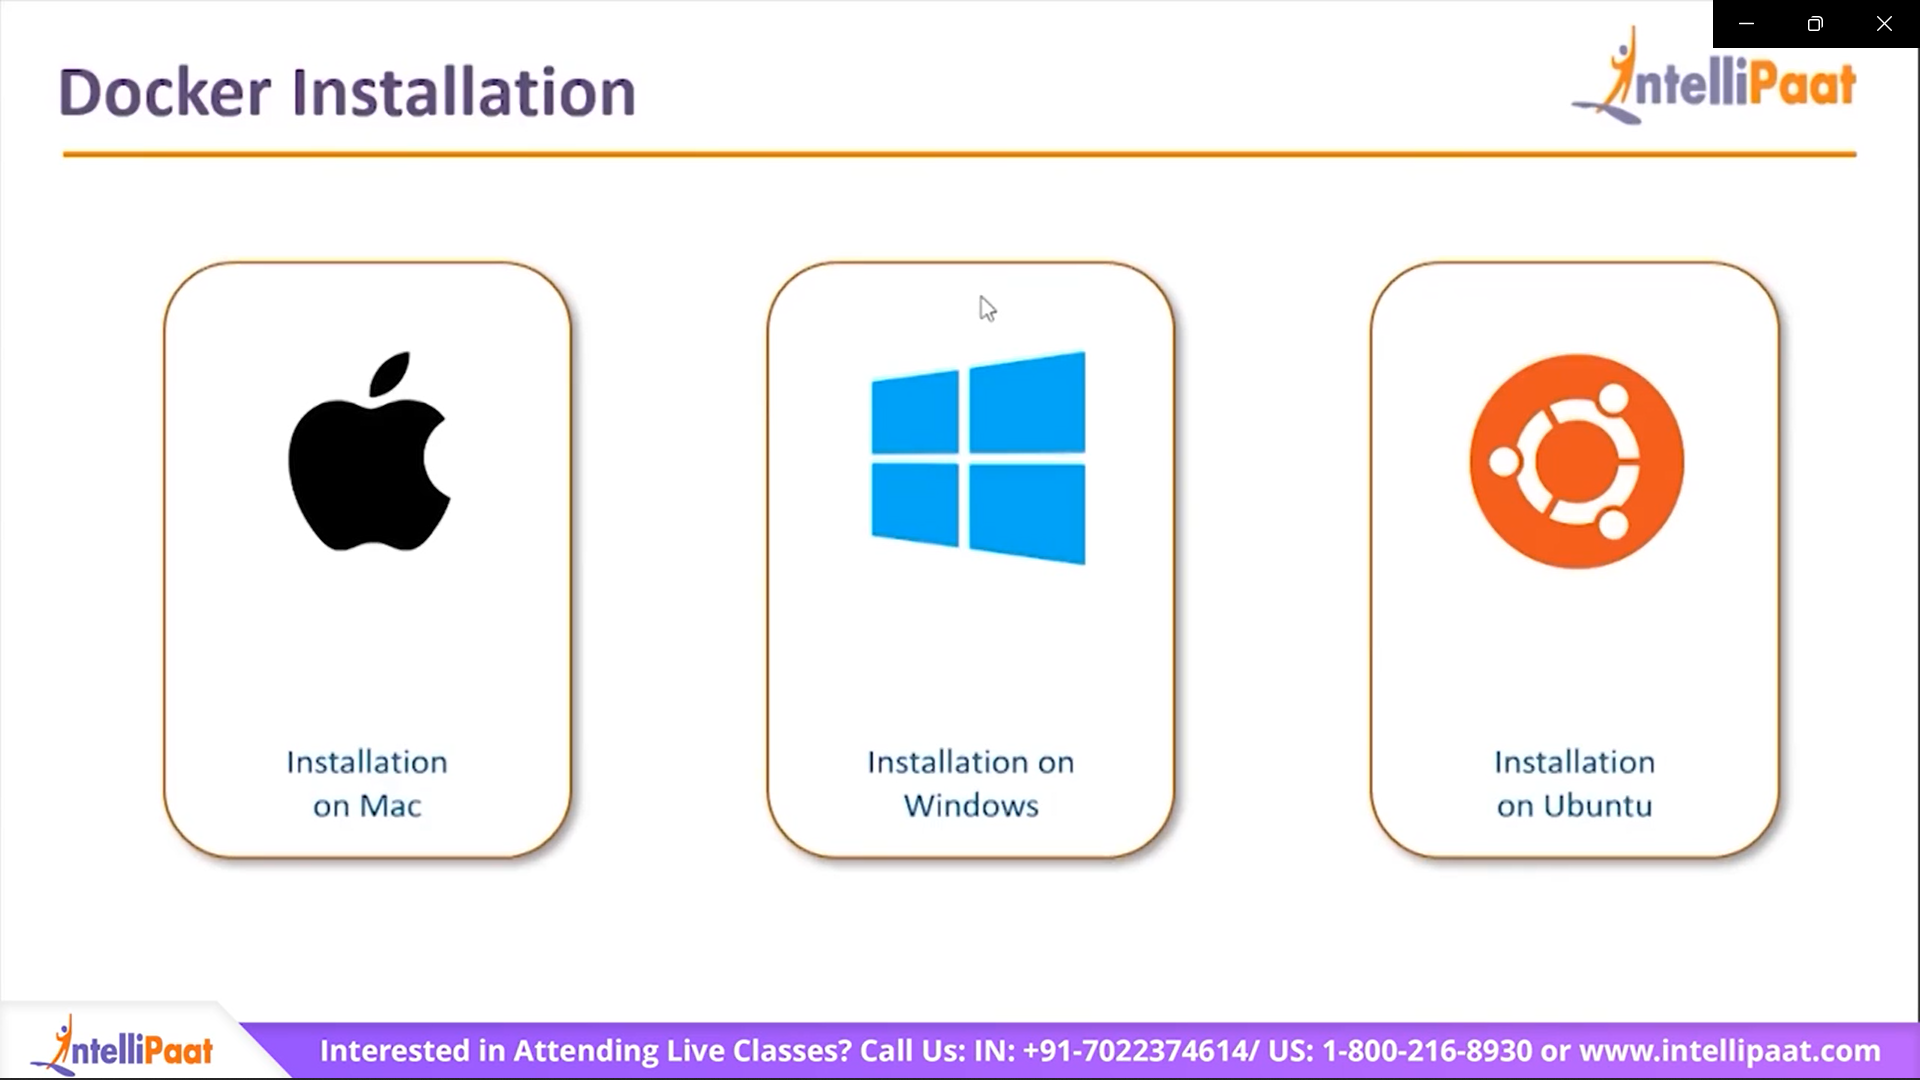 Docker Installation
IntelliPaat
Installation
on Mac
Installation on
Windows
Installation
on Ubuntu
IntelliPaat
Interested in Attending Live Classes? Call Us: IN: +91-7022374614/ US: 1-800-216-8930 or www.intellipaat.com